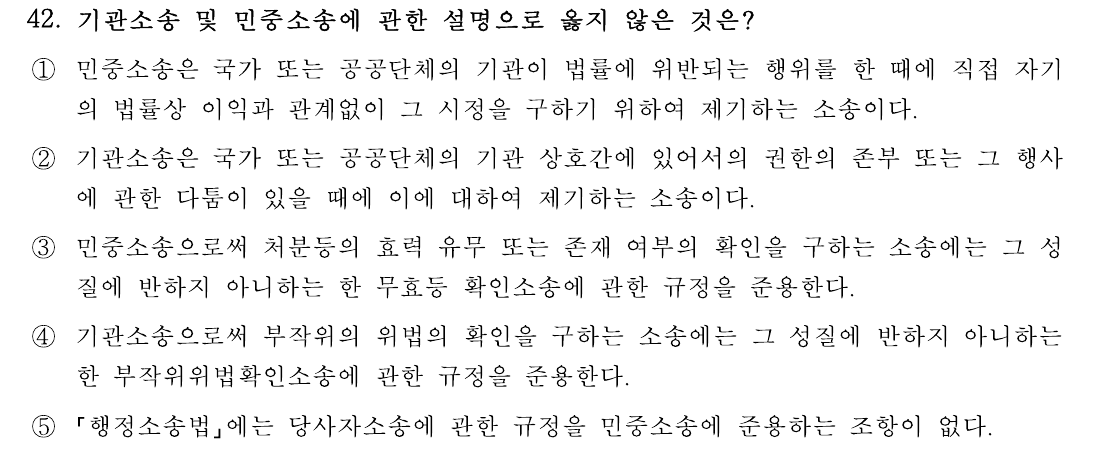 42. 기관소송 및 민중소송에 관한 설명으로 옳지 않은 것은?
① 민중소송은 국가 또는 공공단체의 기관이 법률에 위반되는 행위를 한 때에 직접 자기
의 법률상 이익과 관계없이 그 시정을 구하기 위하여 제기하는 소송이다.
② 기관소송은 국가 또는 공공단체의 기관 상호간에 있어서의 권한의 존부 또는 그 행사
에 관한 다툼이 있을 때에 이에 대하여 제기하는 소송이다.
③ 민중소송으로써 처분등의 효력 유무 또는 존재 여부의 확인을 구하는 소송에는 그 성
질에 반하지 아니하는 한 무효등 확인소송에 관한 규정을 준용한다.
④ 기관소송으로써 부작위의 위법의 확인을 구하는 소송에는 그 성질에 반하지 아니하는
한 부작위위법확인소송에 관한 규정을 준용한다.
⑤ 「행정소송법」에는 당사자소송에 관한 규정을 민중소송에 준용하는 조항이 없다.